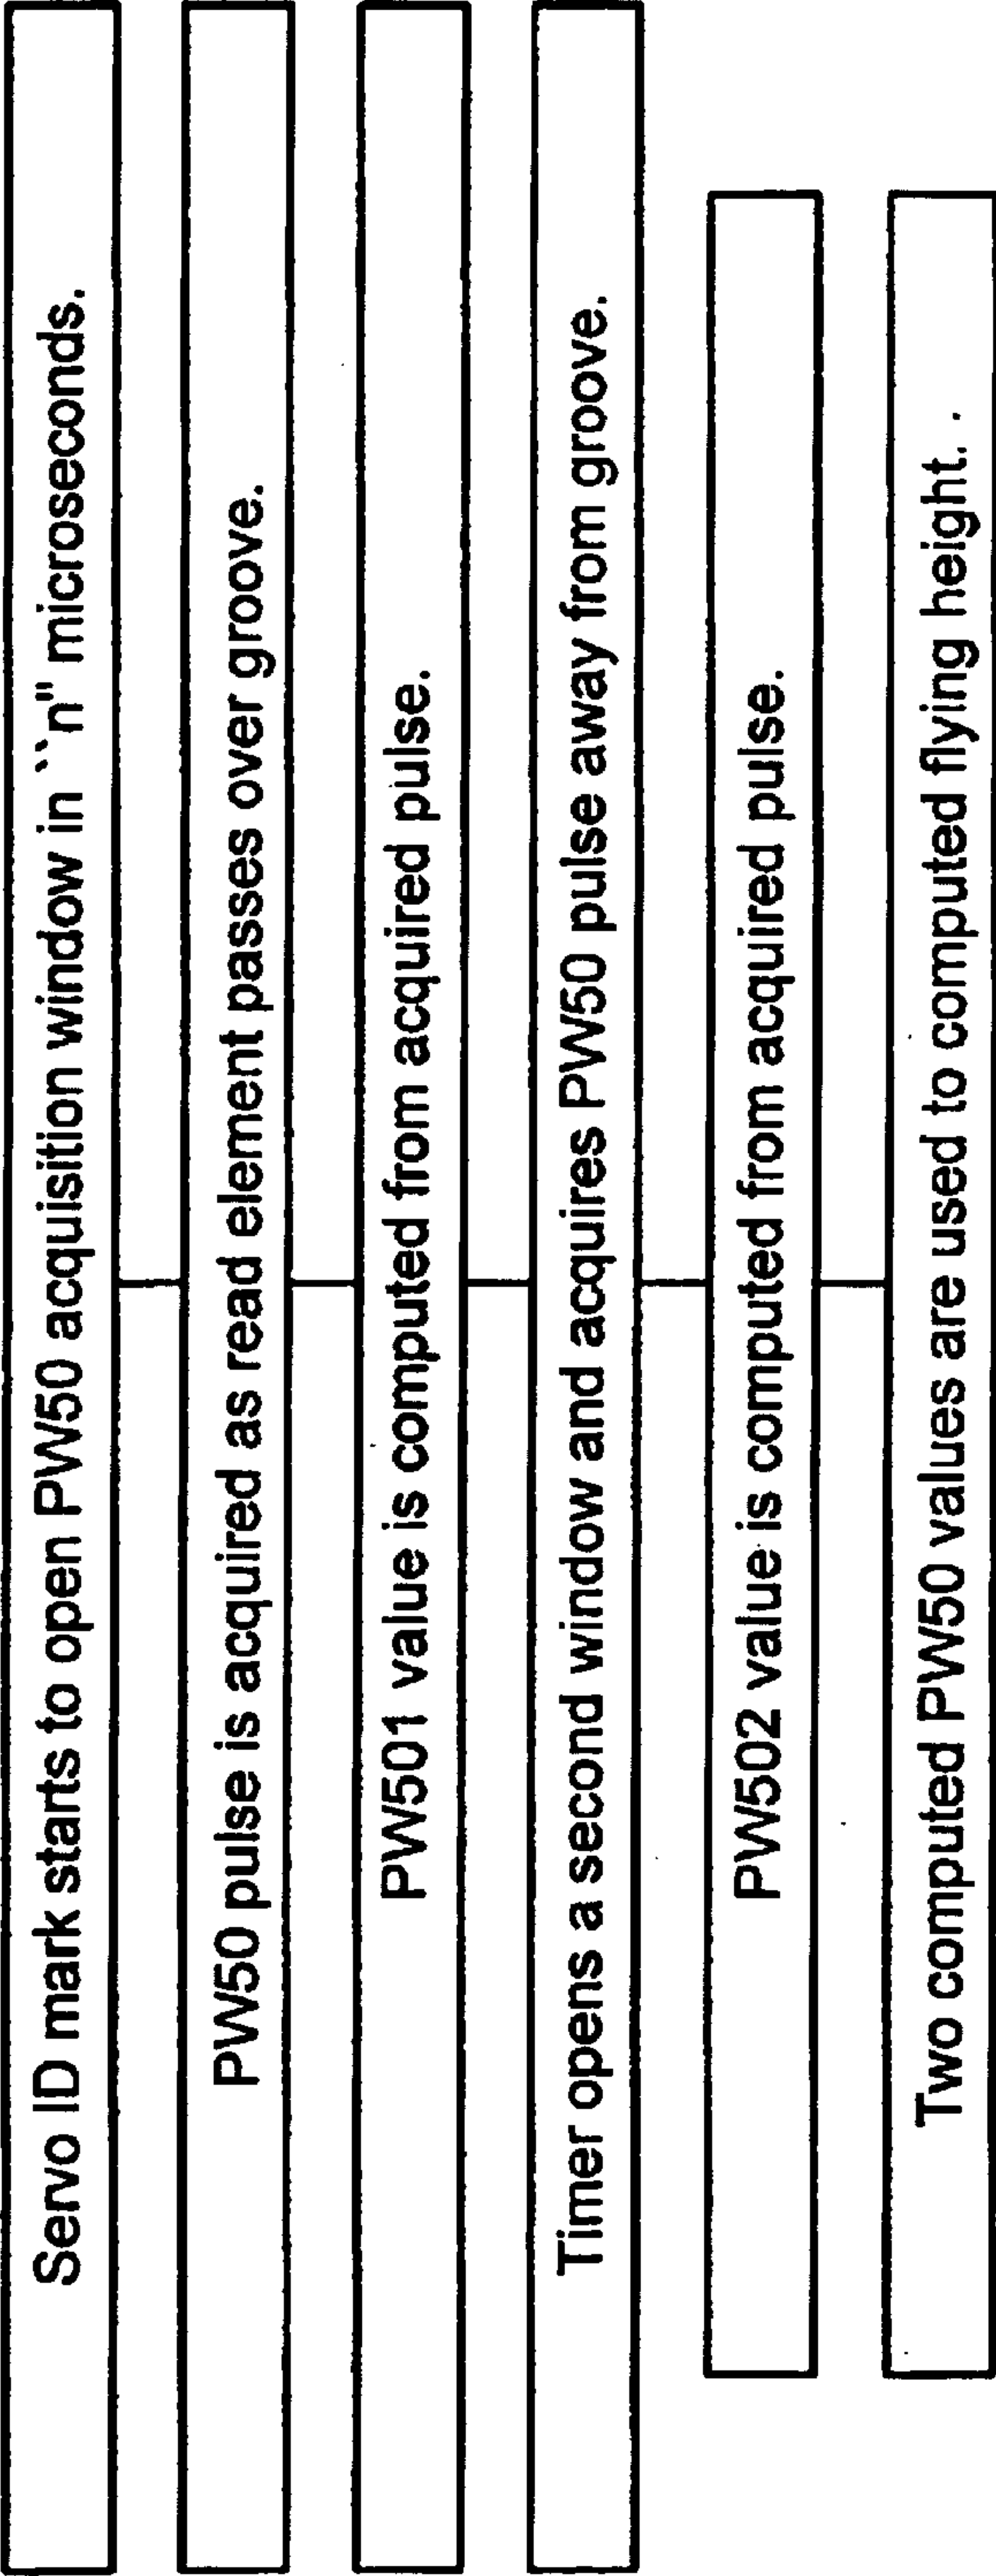 Servo ID mark starts to open PW50 acquisition window in ``n" microseconds.
PW50 pulse is acquired as read element passes over groove.
PW501 value is computed from acquired pulse.
Timer opens a second window and acquires PW50 pulse away from groove.
PW502 value is computed from acquired pulse.
Two computed PW50 values are used to computed flying height.